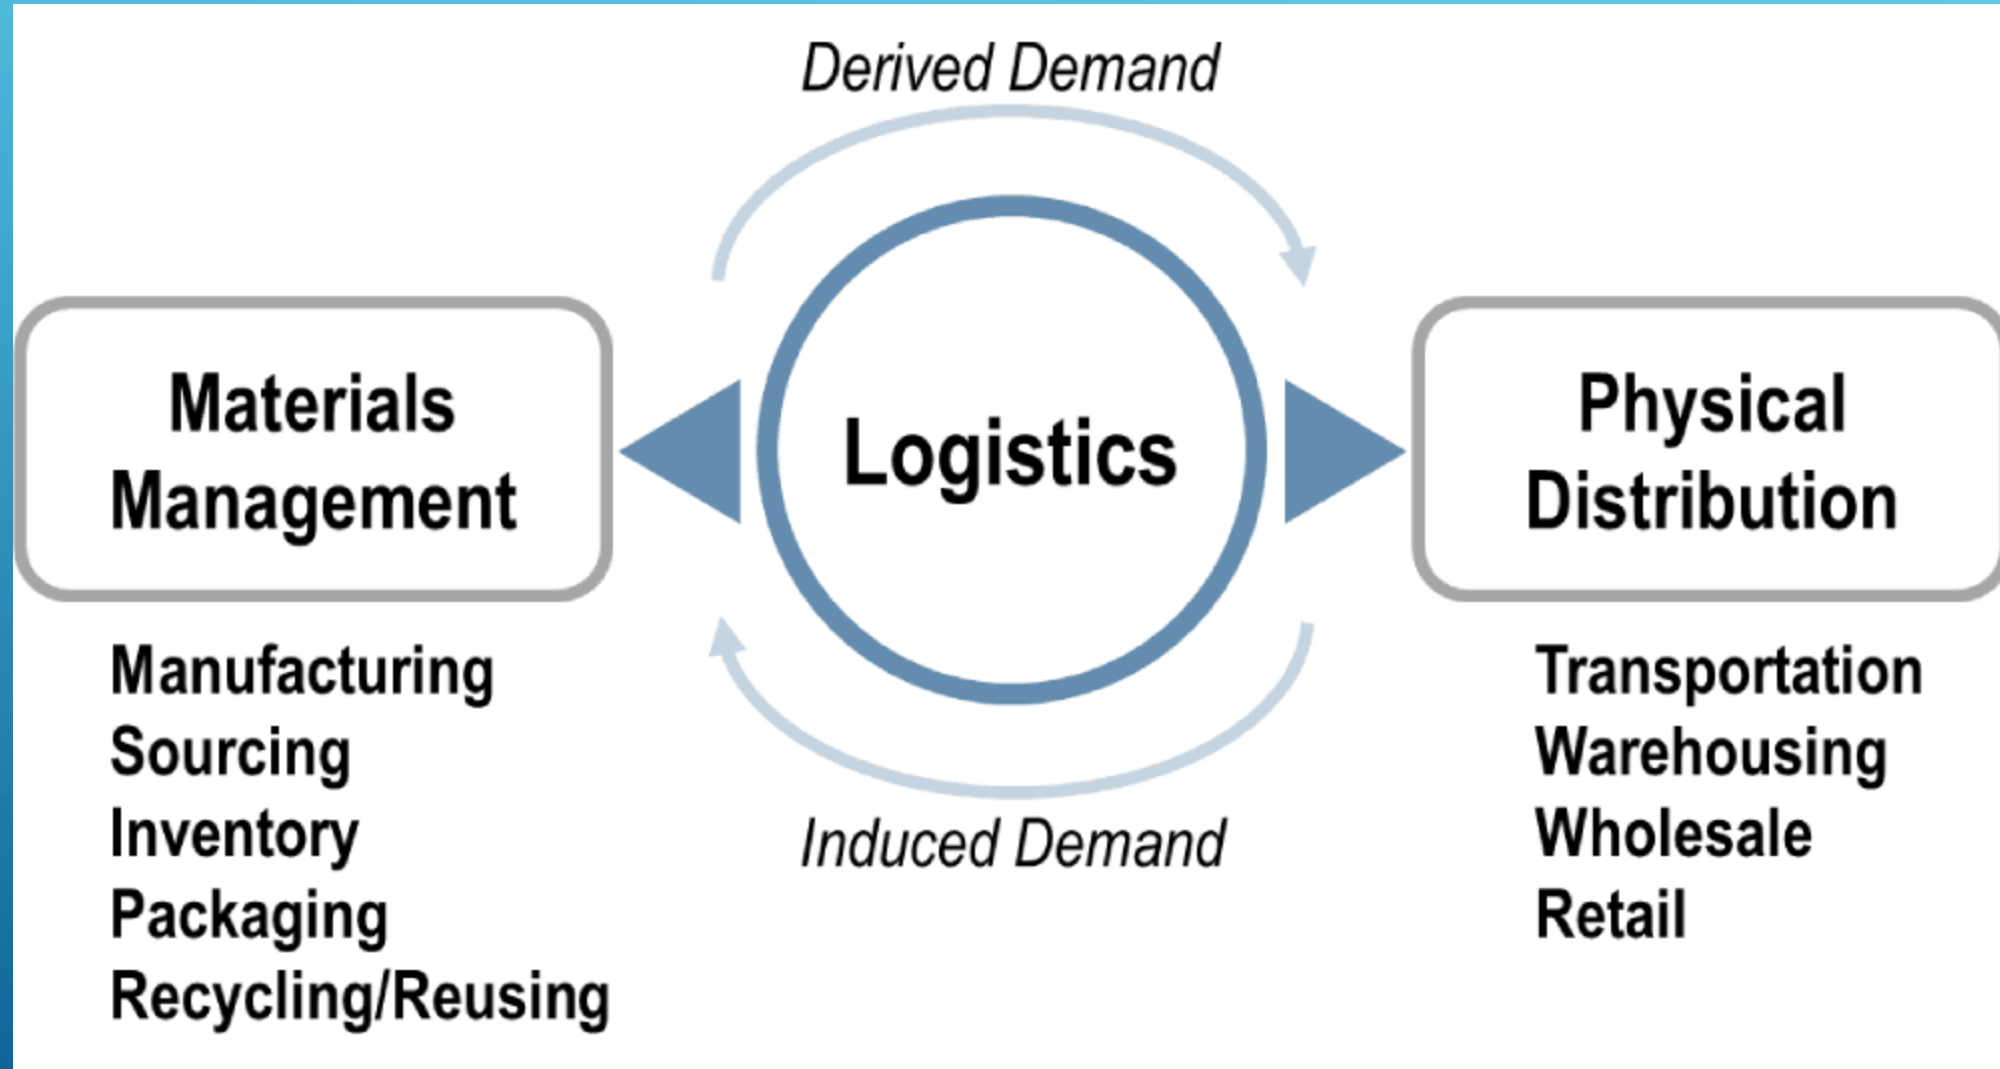 Derived Demand
Materials
Management
Logistics
Physical
Distribution
Manufacturing
Sourcing
Inventory
Packaging
Recycling/Reusing
Induced Demand
Transportation
Warehousing
Wholesale
Retail